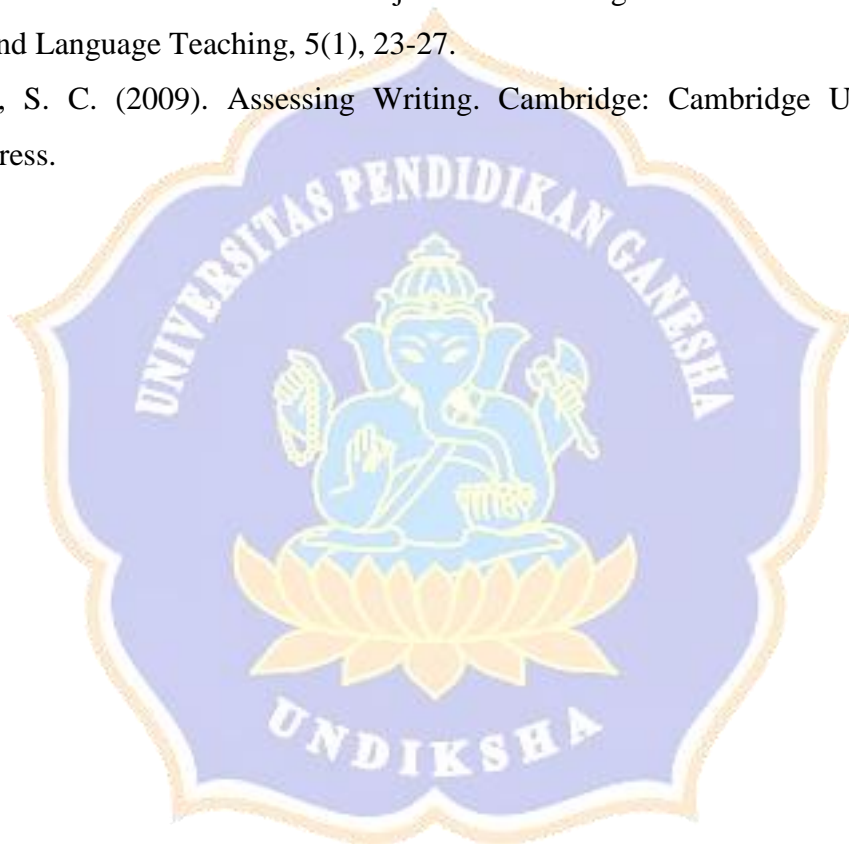 nd Language Teaching, 5(1), 23-27.
, S. C. (2009). Assessing Writing. Cambridge: Cambridge U
ress.
UNIVERSITAS PENDIDIKAN GANESHA
UNDIKSHA